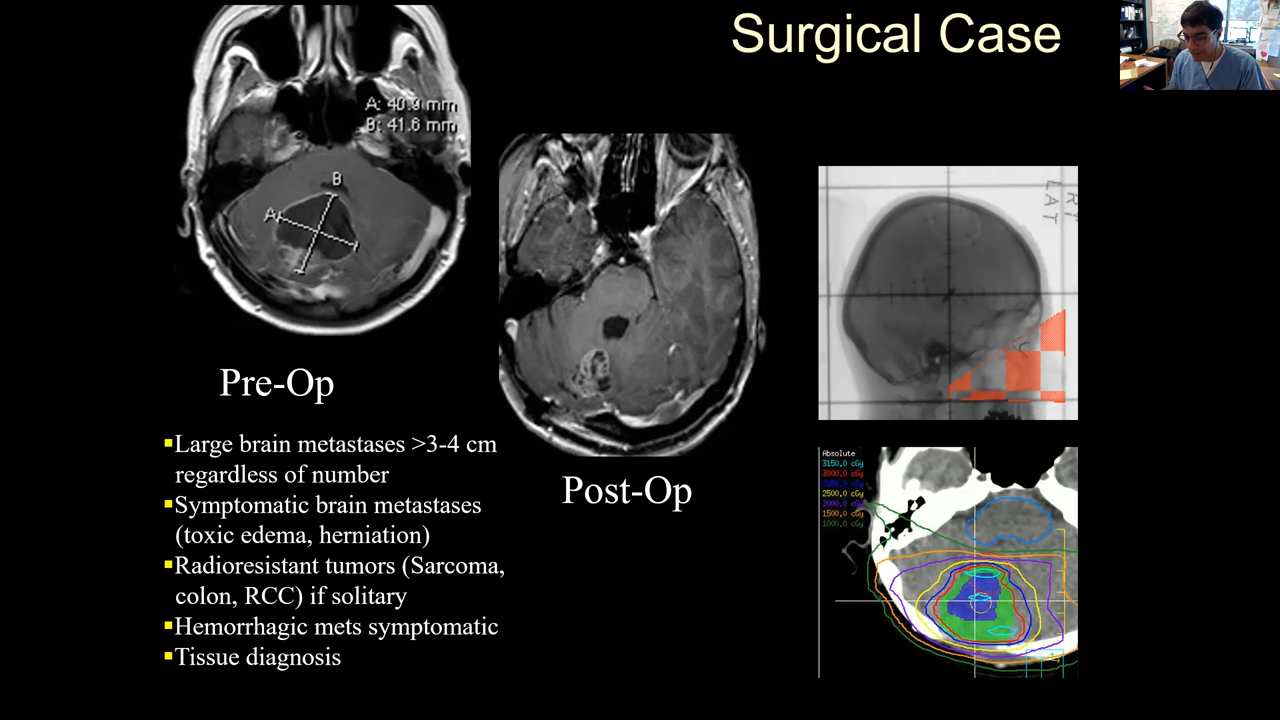 Surgical Case
A: 40.9 mm
B: 41.6 mm
B
A
Pre-Op
▪Large brain metastases >3-4 cm
regardless of number
▪Symptomatic brain metastases
(toxic edema, herniation)
▪Radioresistant tumors (Sarcoma,
colon, RCC) if solitary
▪Hemorrhagic mets symptomatic
▪Tissue diagnosis
Post-Op
LAT
Absolute
3150.0 cGy
3000.0 cGy
2500.0 cGy
2000.0 cGy
1500.0 cGy
1000.0 cGy